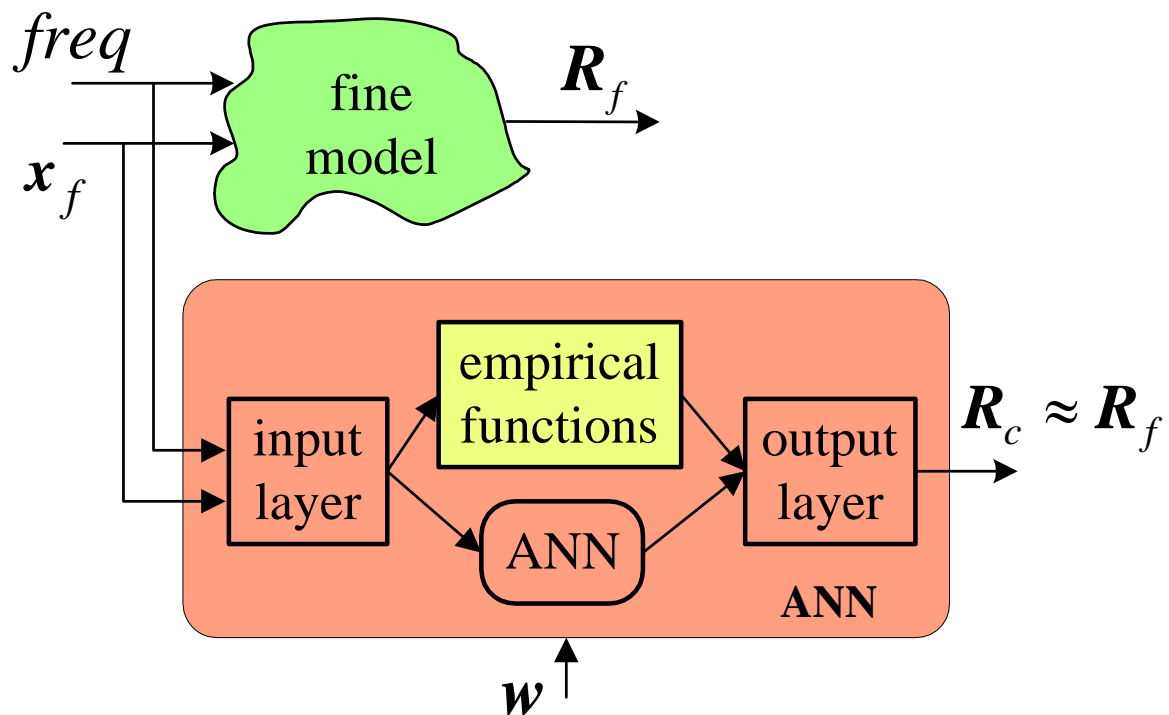 freq
x_f
fine
model
R_f
empirical
functions
input
layer
ANN
output
layer
R_c ≈ R_f
ANN
w